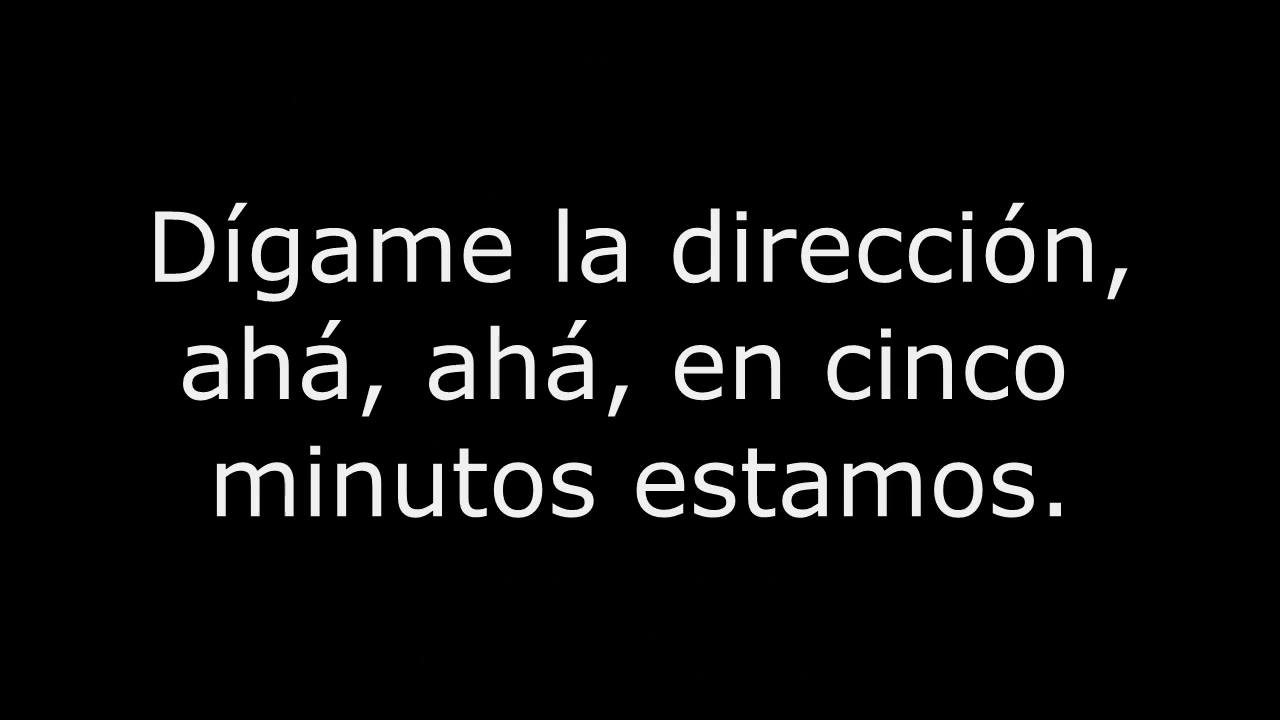 Dígame la dirección,
ahá, ahá, en cinco
minutos estamos.